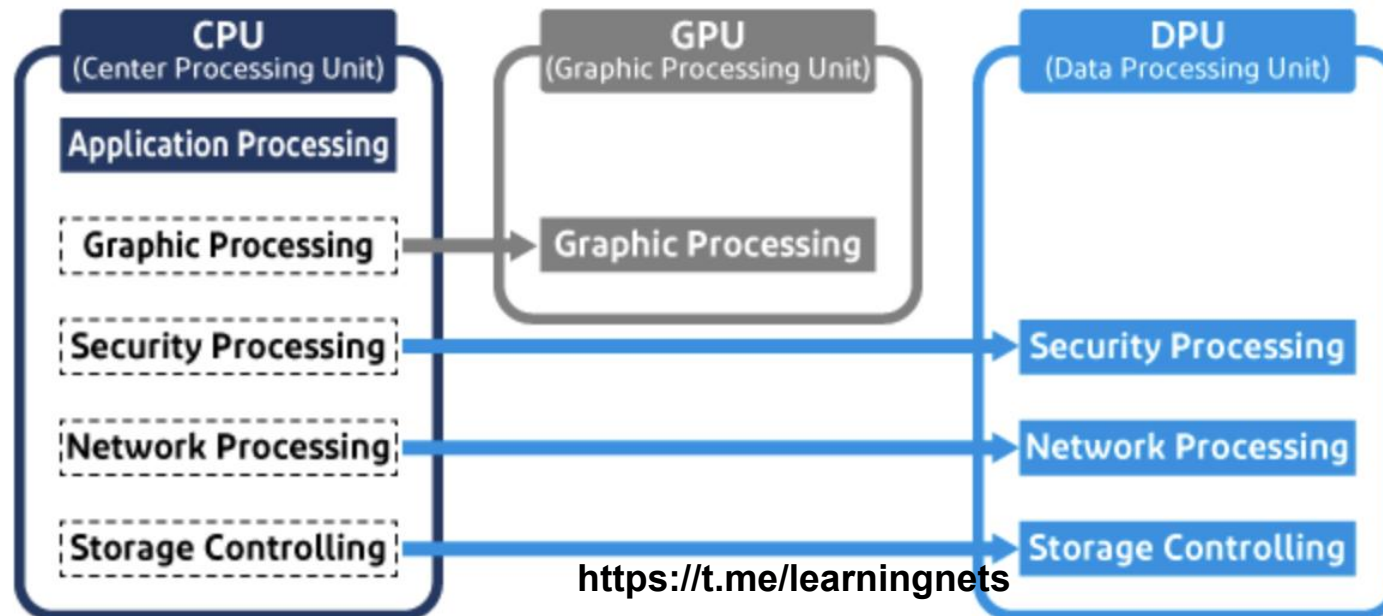 CPU
(Center Processing Unit)
GPU
(Graphic Processing Unit)
DPU
(Data Processing Unit)
Application Processing
Graphic Processing
Graphic Processing
Security Processing
Security Processing
Network Processing
Network Processing
Storage Controlling
Storage Controlling
https://t.me/learningnets